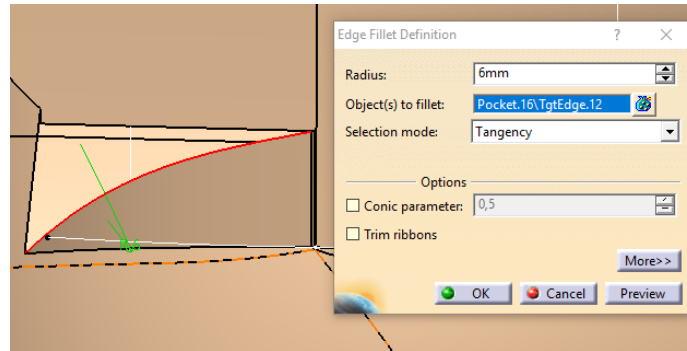 Edge Fillet Definition ? ×
Radius: 6mm
Object(s) to fillet: Pocket.16\TgtEdge.12
Selection mode: Tangency
Options
Conic parameter: 0,5
Trim ribbons
More>>
OK Cancel Preview